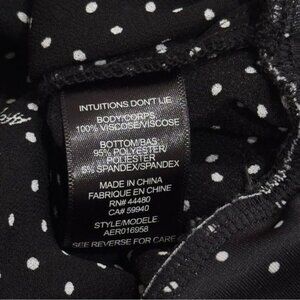 INTUITIONS DON'T LIE
BODY/CORPS
100% VISCOSE/VISCOSE
BOTTOM/BAS
95% POLYESTER/
POLIESTER
5% SPANDEX/SPANDEX
MADE IN CHINA
FABRIQUE EN CHINE
RN# 44480
CA# 59940
STYLE/MODELE:
AER016958
SEE REVERSE FOR CARE